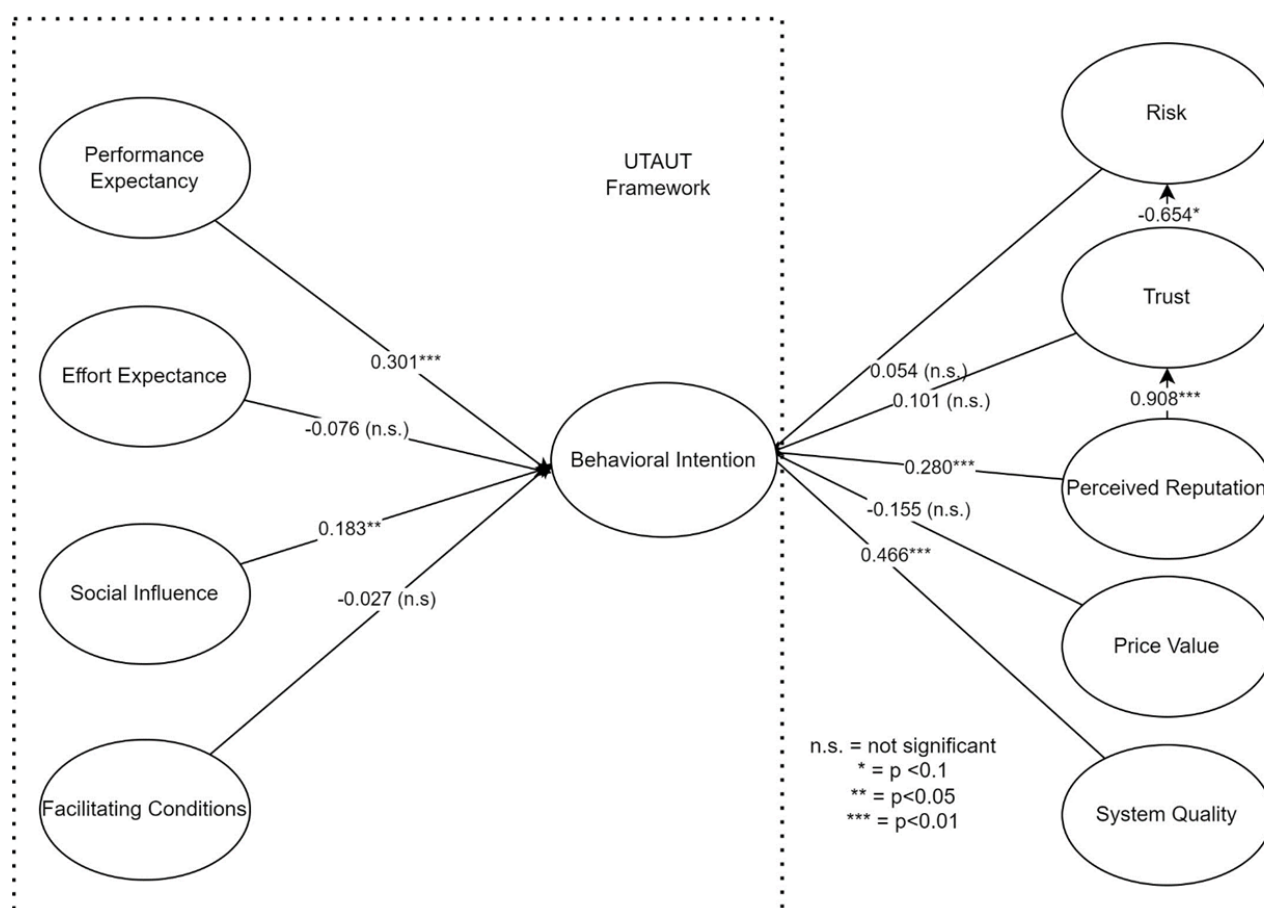 Performance
Expectancy
Effort Expectance
Social Influence
Facilitating Conditions
UTAUT
Framework
0.301***
-0.076 (n.s.)
0.183**
-0.027 (n.s)
Behavioral Intention
Risk
-0.654*
Trust
0.908***
Perceived Reputation
Price Value
System Quality
0.054 (n.s.)
0.101 (n.s.)
0.280***
-0.155 (n.s.)
0.466***
n.s. = not significant
* = p <0.1
** = p<0.05
*** = p<0.01